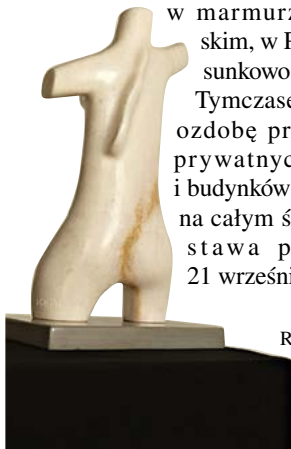 w marmurz
skim, w F
sunkowo
Tymczase
ozdobę pr
prywatnyc
i budynków
na całym ś
stawa p
21 wrześni
R